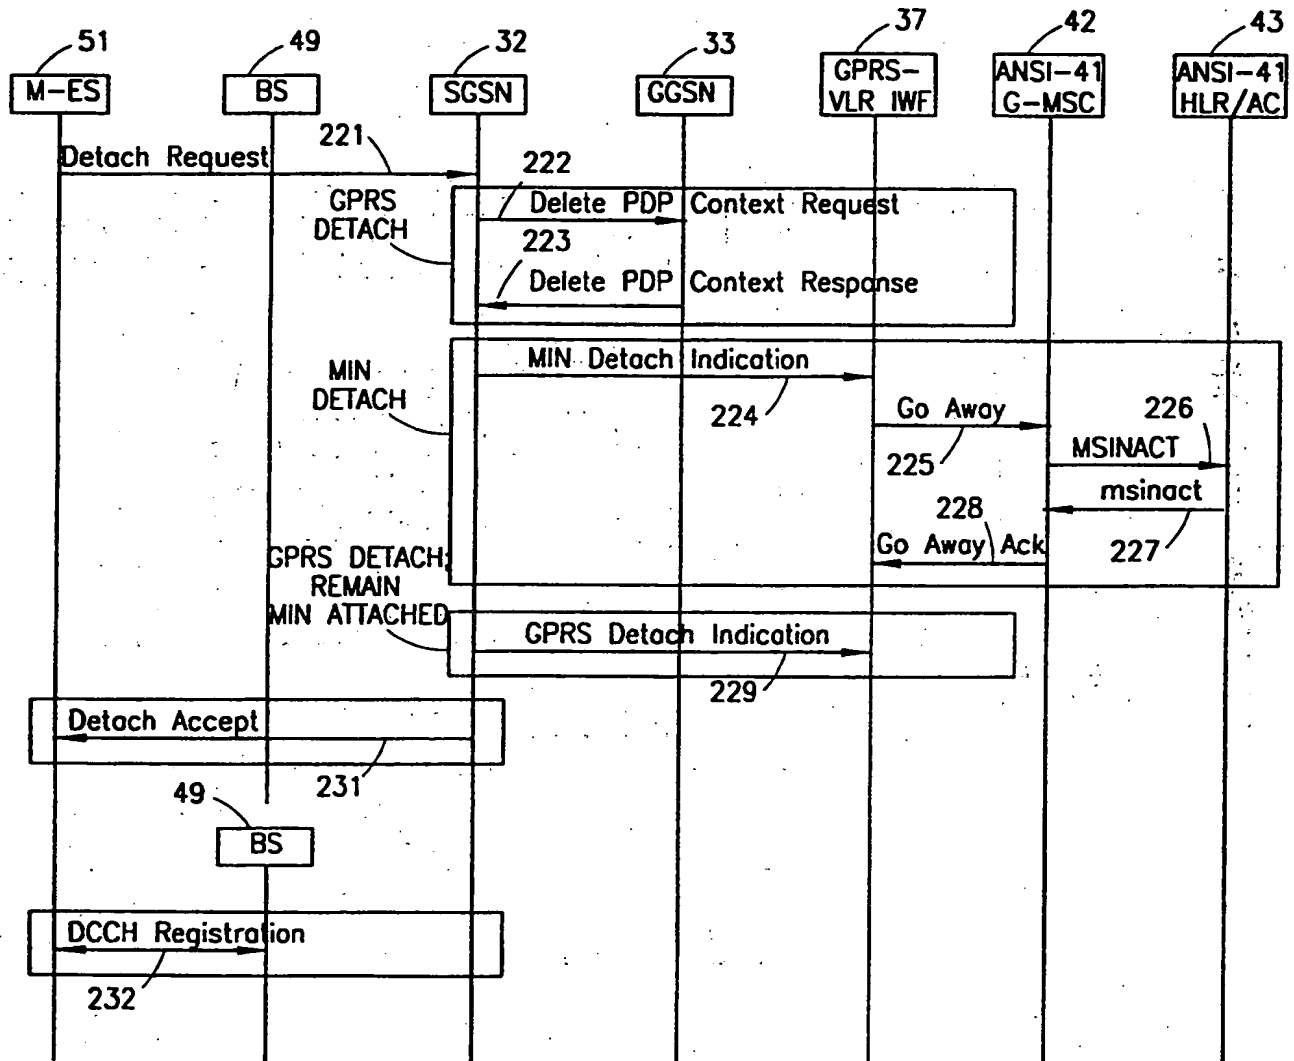 51
49
32
33
37
42
43
M-ES
BS
SGSN
GGSN
GPRS-
VLR IWF
ANSI-41
G-MSC
ANSI-41
HLR/AC
221
Detach Request
222
GPRS
DETACH
Delete PDP Context Request
223
Delete PDP Context Response
MIN
DETACH
MIN Detach Indication
224
Go Away
225
226
MSINACT
msinact
227
228
Go Away Ack
GPRS DETACH;
REMAIN
MIN ATTACHED
GPRS Detach Indication
229
Detach Accept
231
49
BS
DCCH Registration
232